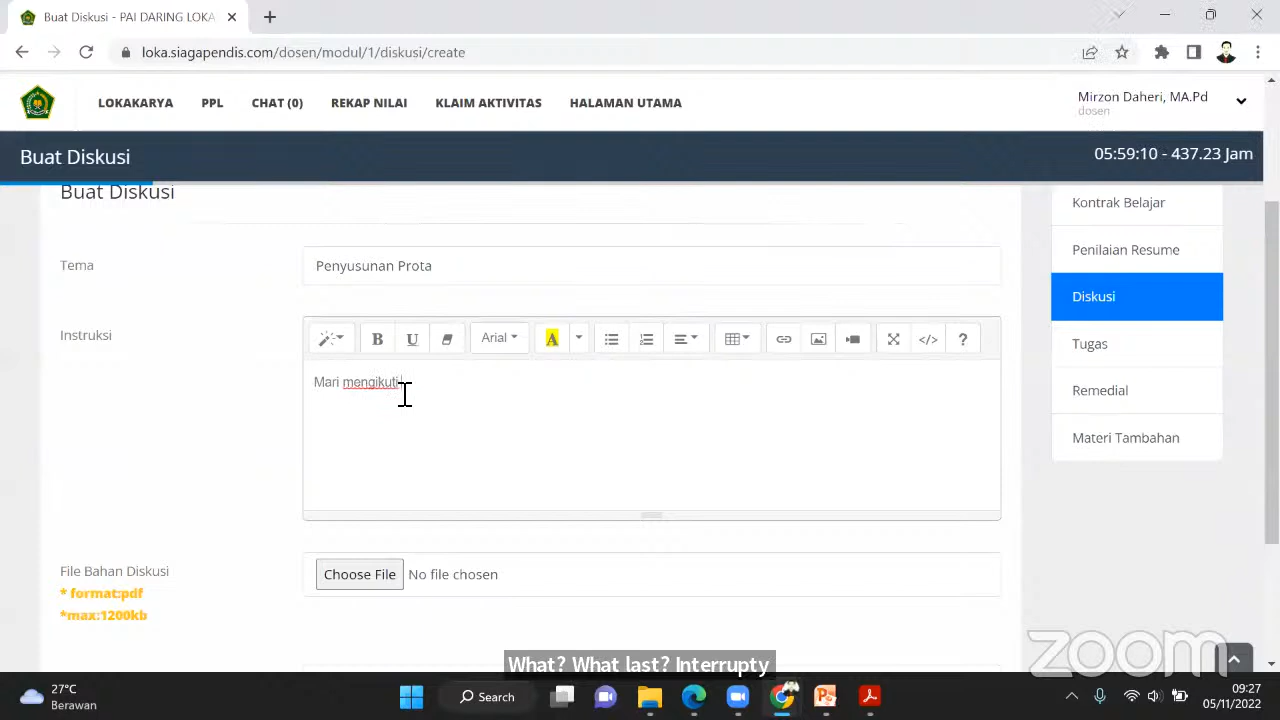 Buat Diskusi - PAI DARING LOKA
loka.siagapendis.com/dosen/modul/1/diskusi/create
LOKAKARYA PPL CHAT (0) REKAP NILAI KLAIM AKTIVITAS HALAMAN UTAMA
Mirzon Daheri, MA.Pd
dosen
Buat Diskusi 05:59:10 - 437.23 Jam
Buat Diskusi
Tema Penyusunan Prota
Instruksi
B U Arial A </> ?
Mari mengikuti
File Bahan Diskusi
* format:pdf
*max:1200kb
Choose File No file chosen
Kontrak Belajar
Penilaian Resume
Diskusi
Tugas
Remedial
Materi Tambahan
zoom
What? What last? Interrupty
27°C
Berawan
Search
09:27
05/11/2022